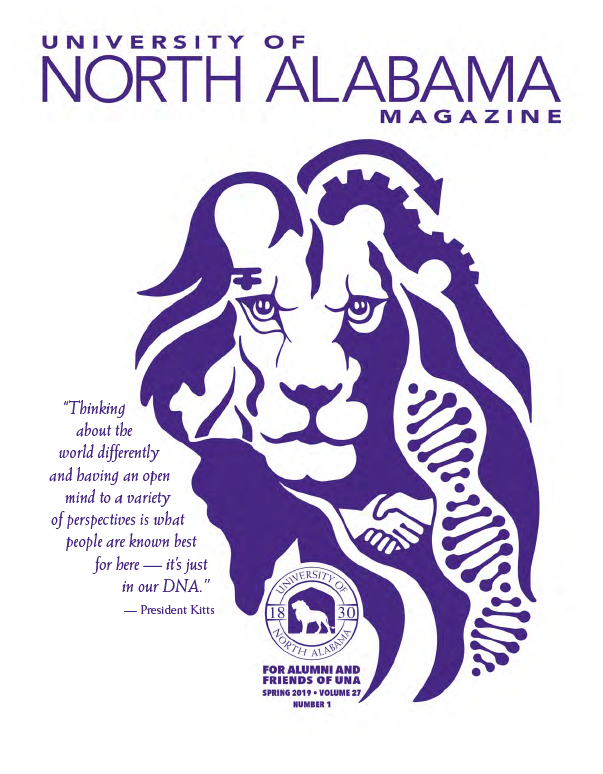 UNIVERSITY OF
NORTH ALABAMA
MAGAZINE
"Thinking
about the
world differently
and having an open
mind to a variety
of perspectives is what
people are known best
for here — it's just
in our DNA."
— President Kitts
UNIVERSITY OF
18 30
NORTH ALABAMA
FOR ALUMNI AND
FRIENDS OF UNA
SPRING 2019 • VOLUME 27
NUMBER 1